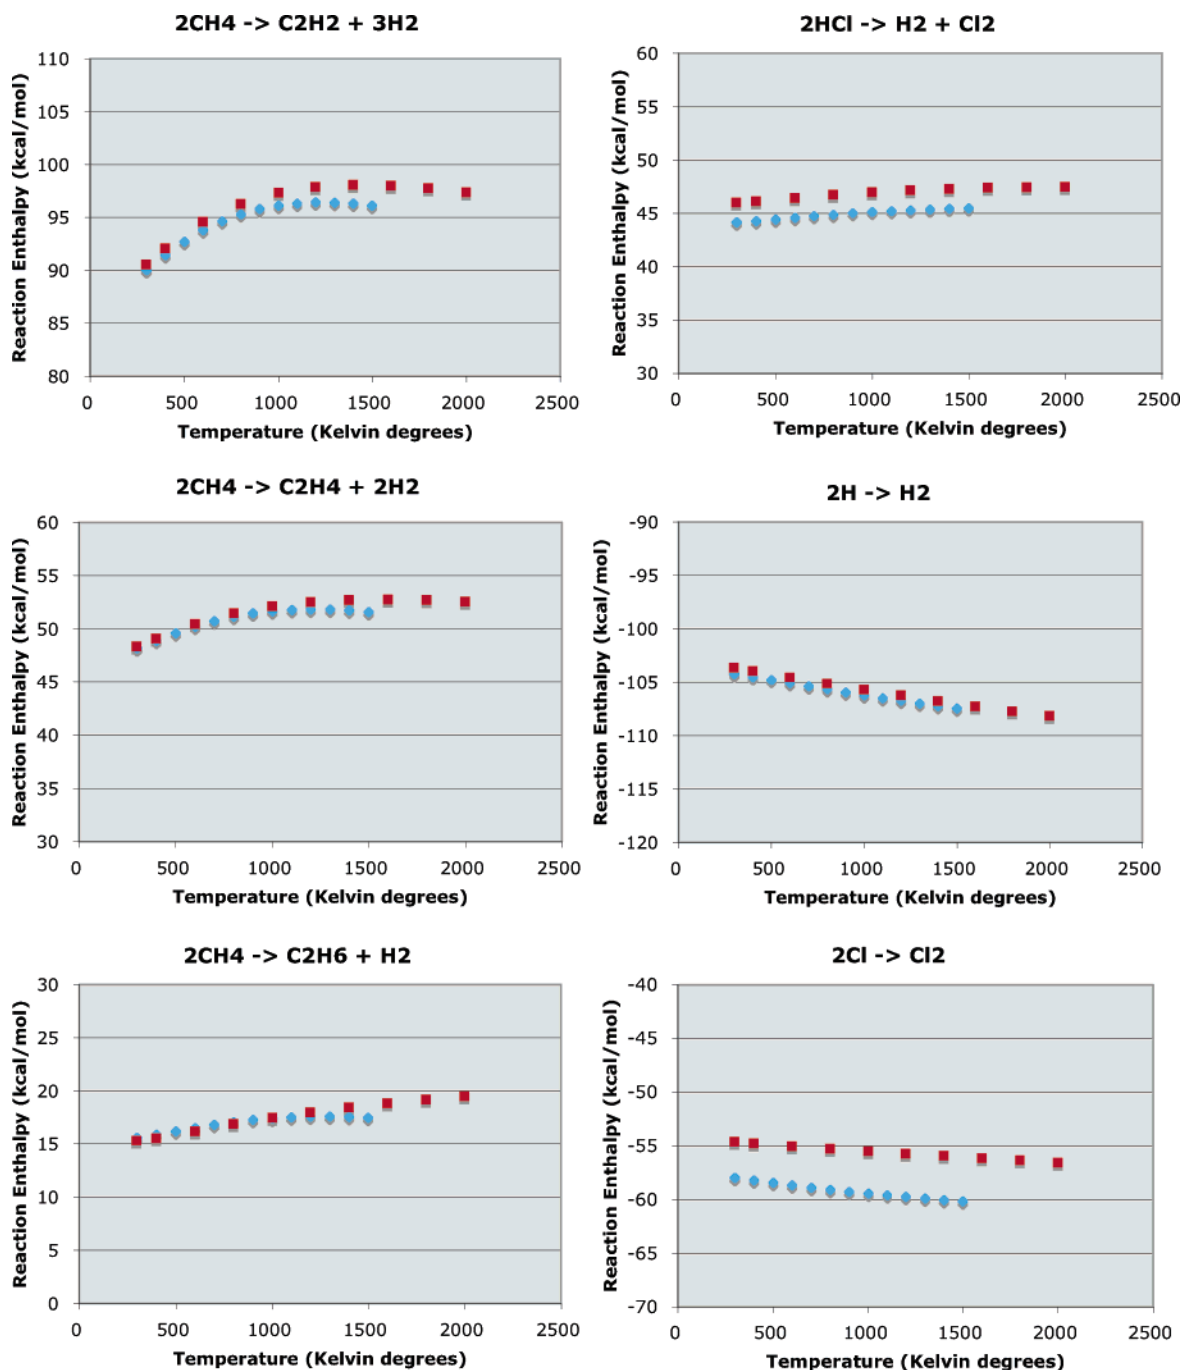 2CH4 -> C2H2 + 3H2
Reaction Enthalpy (kcal/mol)
110
105
100
95
90
85
80
0 500 1000 1500 2000 2500
Temperature (Kelvin degrees)
2HCl -> H2 + Cl2
Reaction Enthalpy (kcal/mol)
60
55
50
45
40
35
30
0 500 1000 1500 2000 2500
Temperature (Kelvin degrees)
2CH4 -> C2H4 + 2H2
Reaction Enthalpy (kcal/mol)
60
55
50
45
40
35
30
0 500 1000 1500 2000 2500
Temperature (Kelvin degrees)
2H -> H2
Reaction Enthalpy (kcal/mol)
-90
-95
-100
-105
-110
-115
-120
0 500 1000 1500 2000 2500
Temperature (Kelvin degrees)
2CH4 -> C2H6 + H2
Reaction Enthalpy (kcal/mol)
30
25
20
15
10
5
0
0 500 1000 1500 2000 2500
Temperature (Kelvin degrees)
2Cl -> Cl2
Reaction Enthalpy (kcal/mol)
-40
-45
-50
-55
-60
-65
-70
0 500 1000 1500 2000 2500
Temperature (Kelvin degrees)